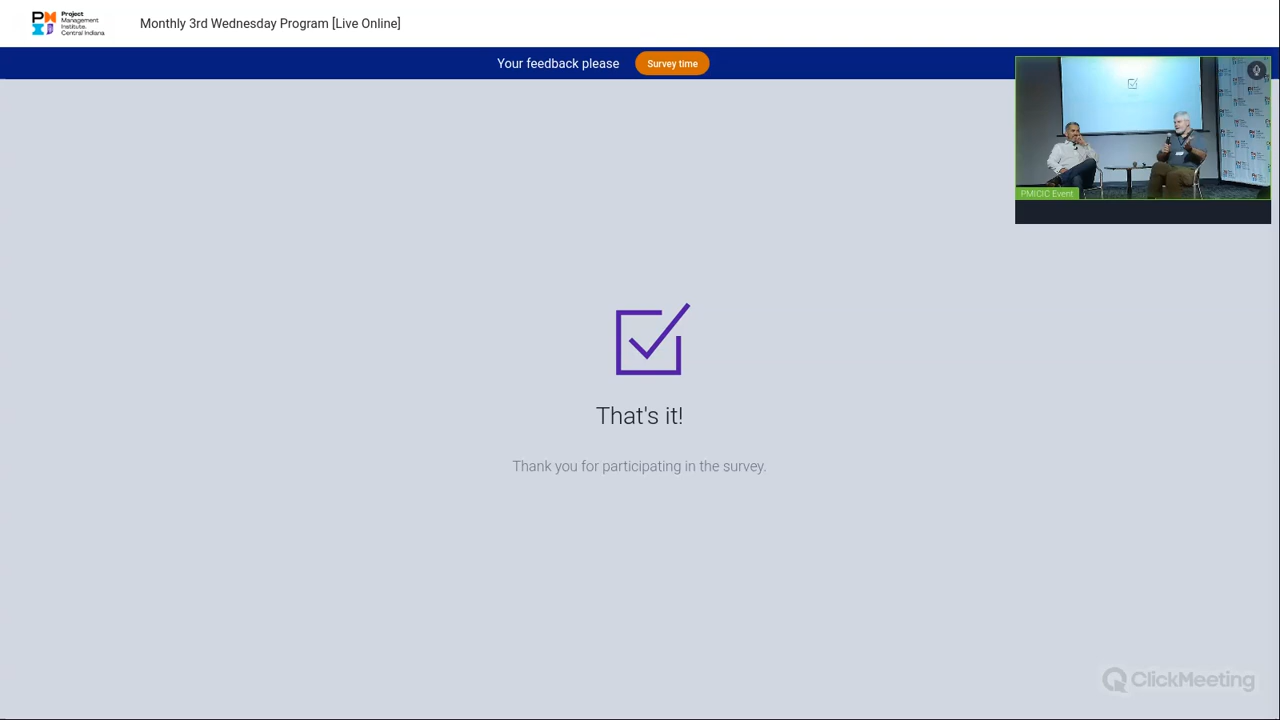 Project
Management
Institute.
Central Indiana
Monthly 3rd Wednesday Program [Live Online]
Your feedback please
Survey time
PMICIC Event
That's it!
Thank you for participating in the survey.
ClickMeeting